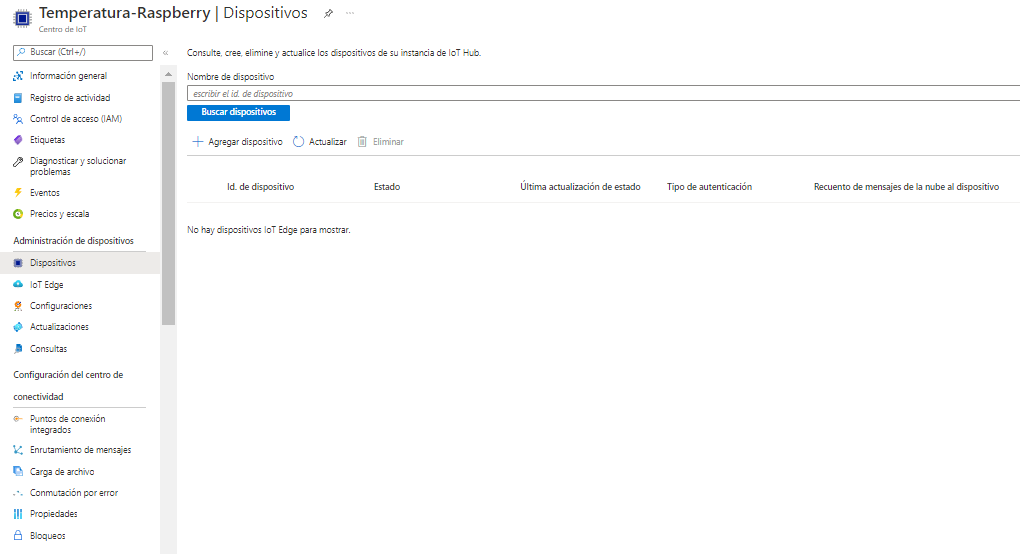 Temperatura-Raspberry | Dispositivos
Centro de IoT
Buscar (Ctrl+/)
Información general
Registro de actividad
Control de acceso (IAM)
Etiquetas
Diagnosticar y solucionar
problemas
Eventos
Precios y escala
Administración de dispositivos
Dispositivos
IoT Edge
Configuraciones
Actualizaciones
Consultas
Configuración del centro de
conectividad
Puntos de conexión
integrados
Enrutamiento de mensajes
Carga de archivo
Conmutación por error
Propiedades
Bloqueos
Consulte, cree, elimine y actualice los dispositivos de su instancia de IoT Hub.
Nombre de dispositivo
escribir el id. de dispositivo
Buscar dispositivos
Agregar dispositivo Actualizar Eliminar
Id. de dispositivo Estado Última actualización de estado Tipo de autenticación Recuento de mensajes de la nube al dispositivo
No hay dispositivos IoT Edge para mostrar.